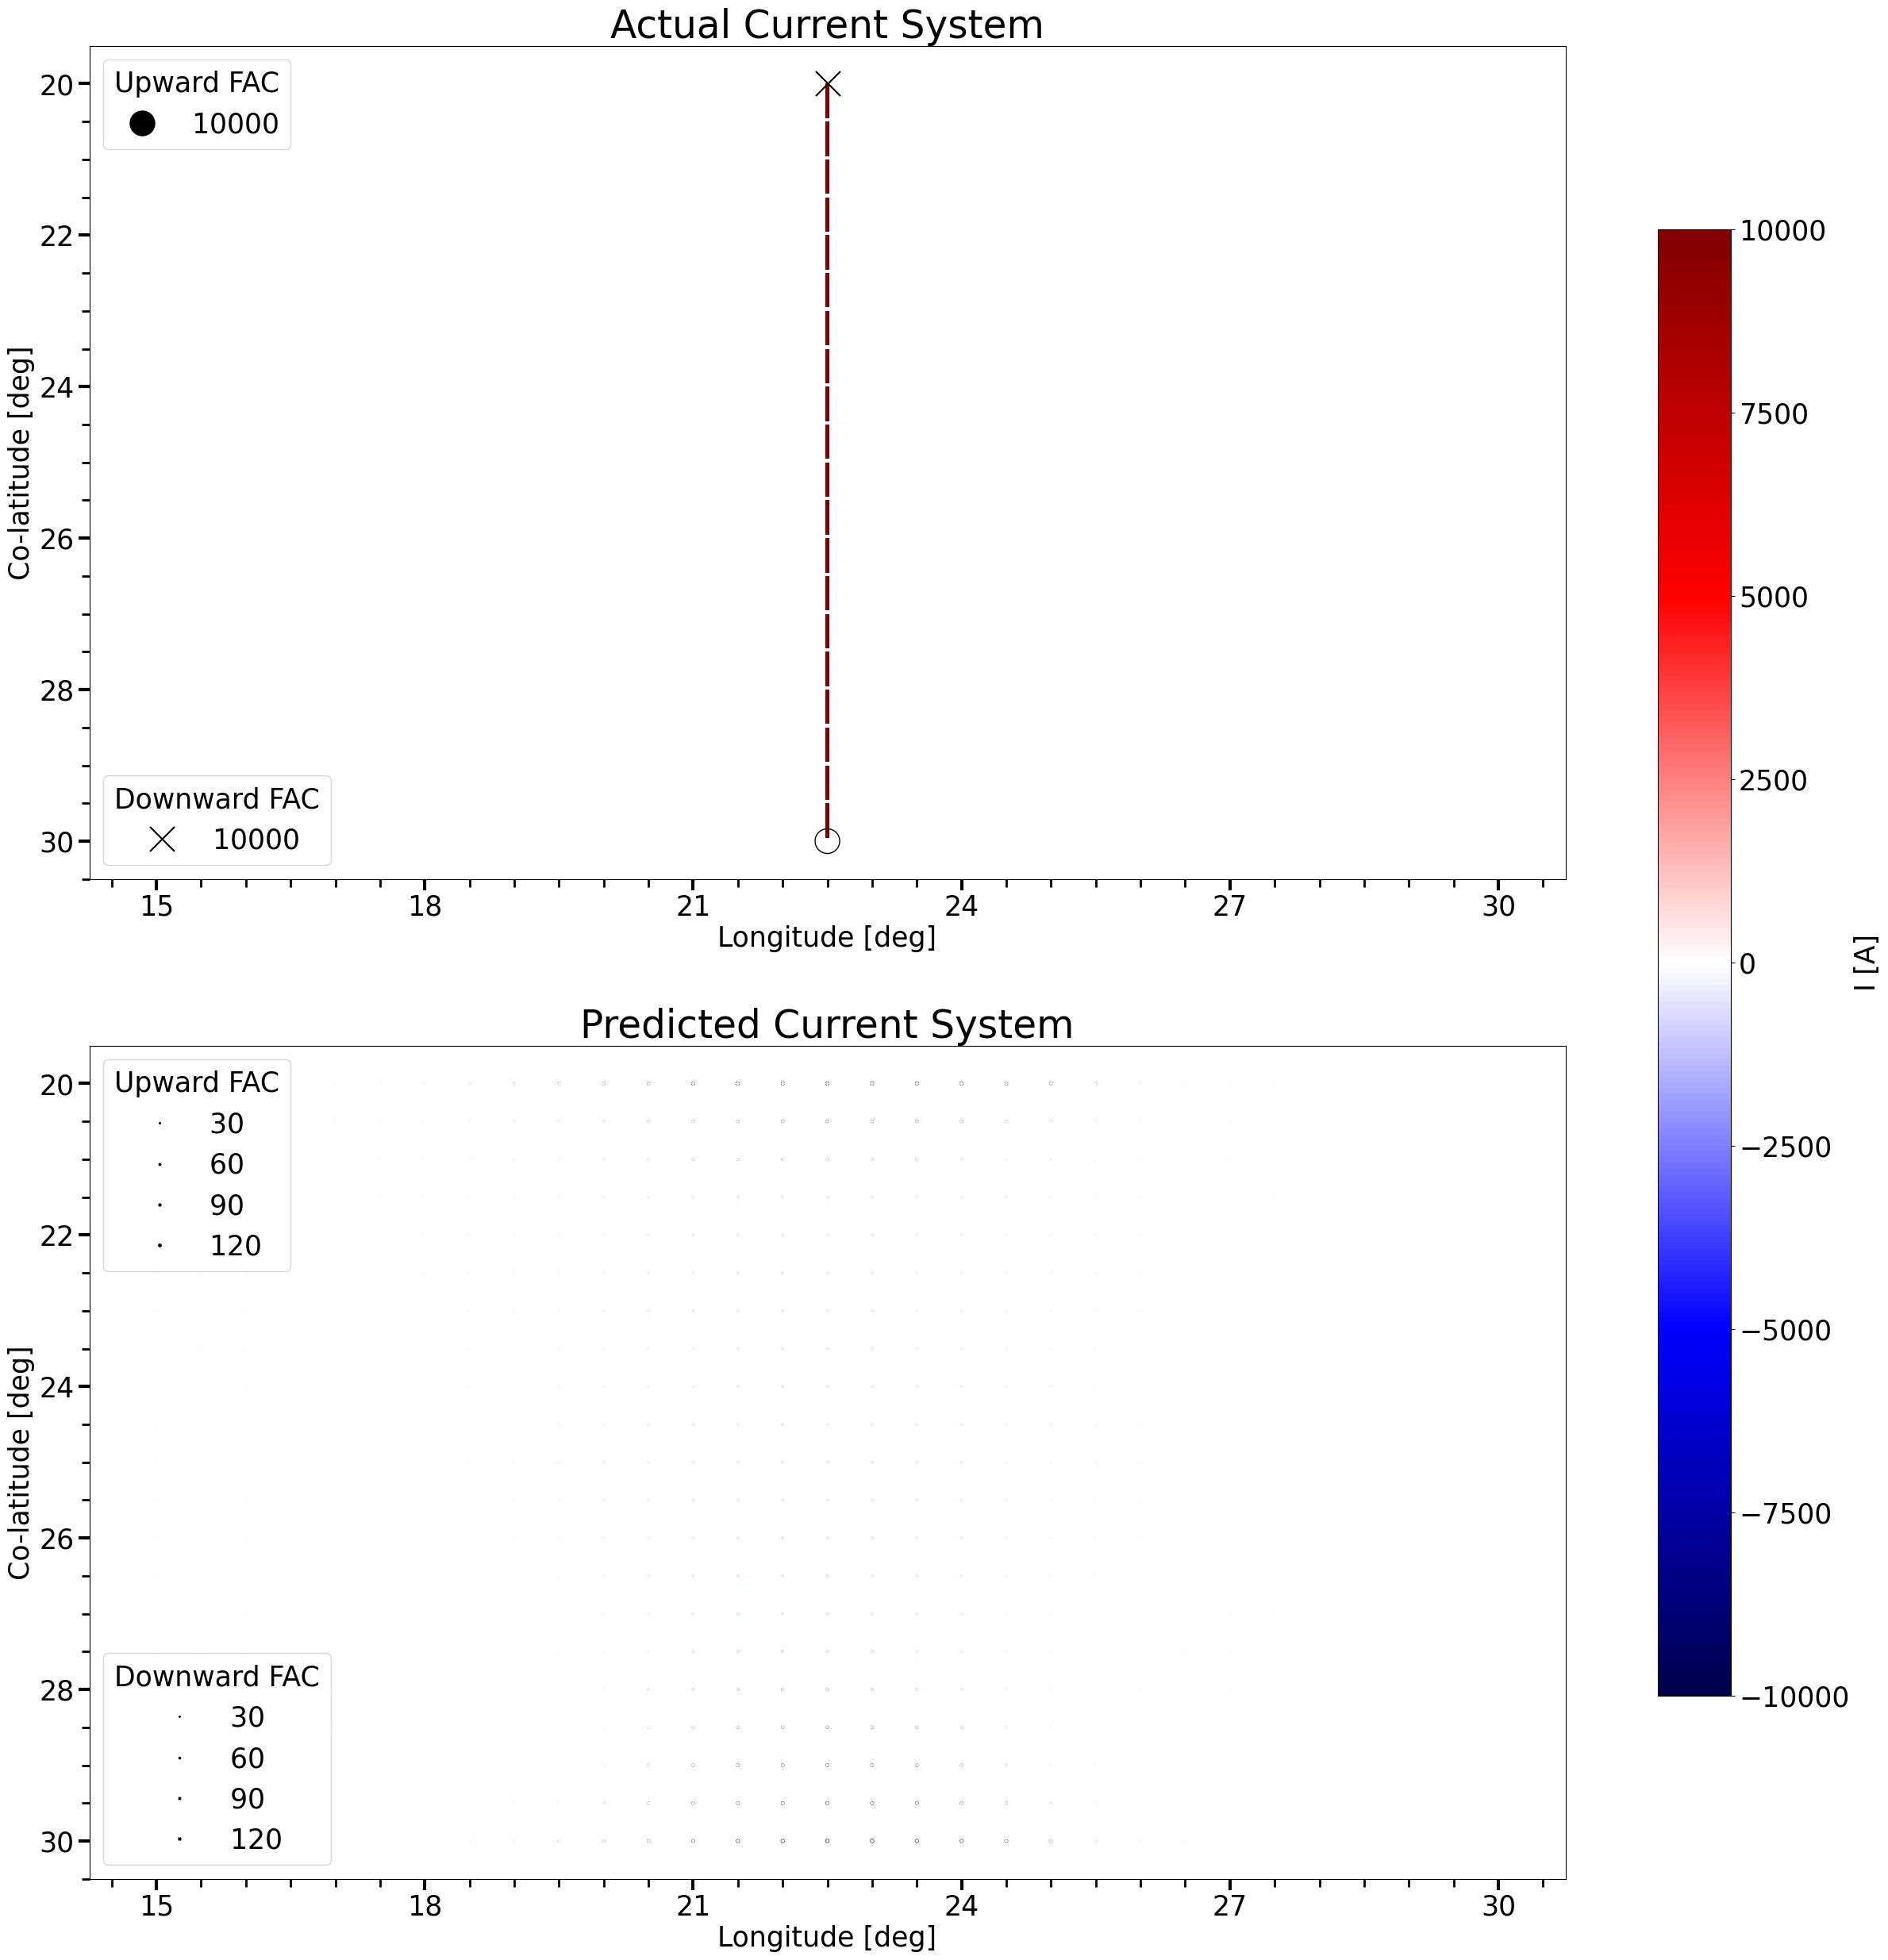 Actual Current System
Upward FAC
10000
20
22
24
26
28
30
Co-latitude [deg]
Downward FAC
10000
15 18 21 24 27 30
Longitude [deg]
Predicted Current System
Upward FAC
30
60
90
120
20
22
24
26
28
30
Co-latitude [deg]
Downward FAC
30
60
90
120
15 18 21 24 27 30
Longitude [deg]
10000
7500
5000
2500
0
−2500
−5000
−7500
−10000
I [A]